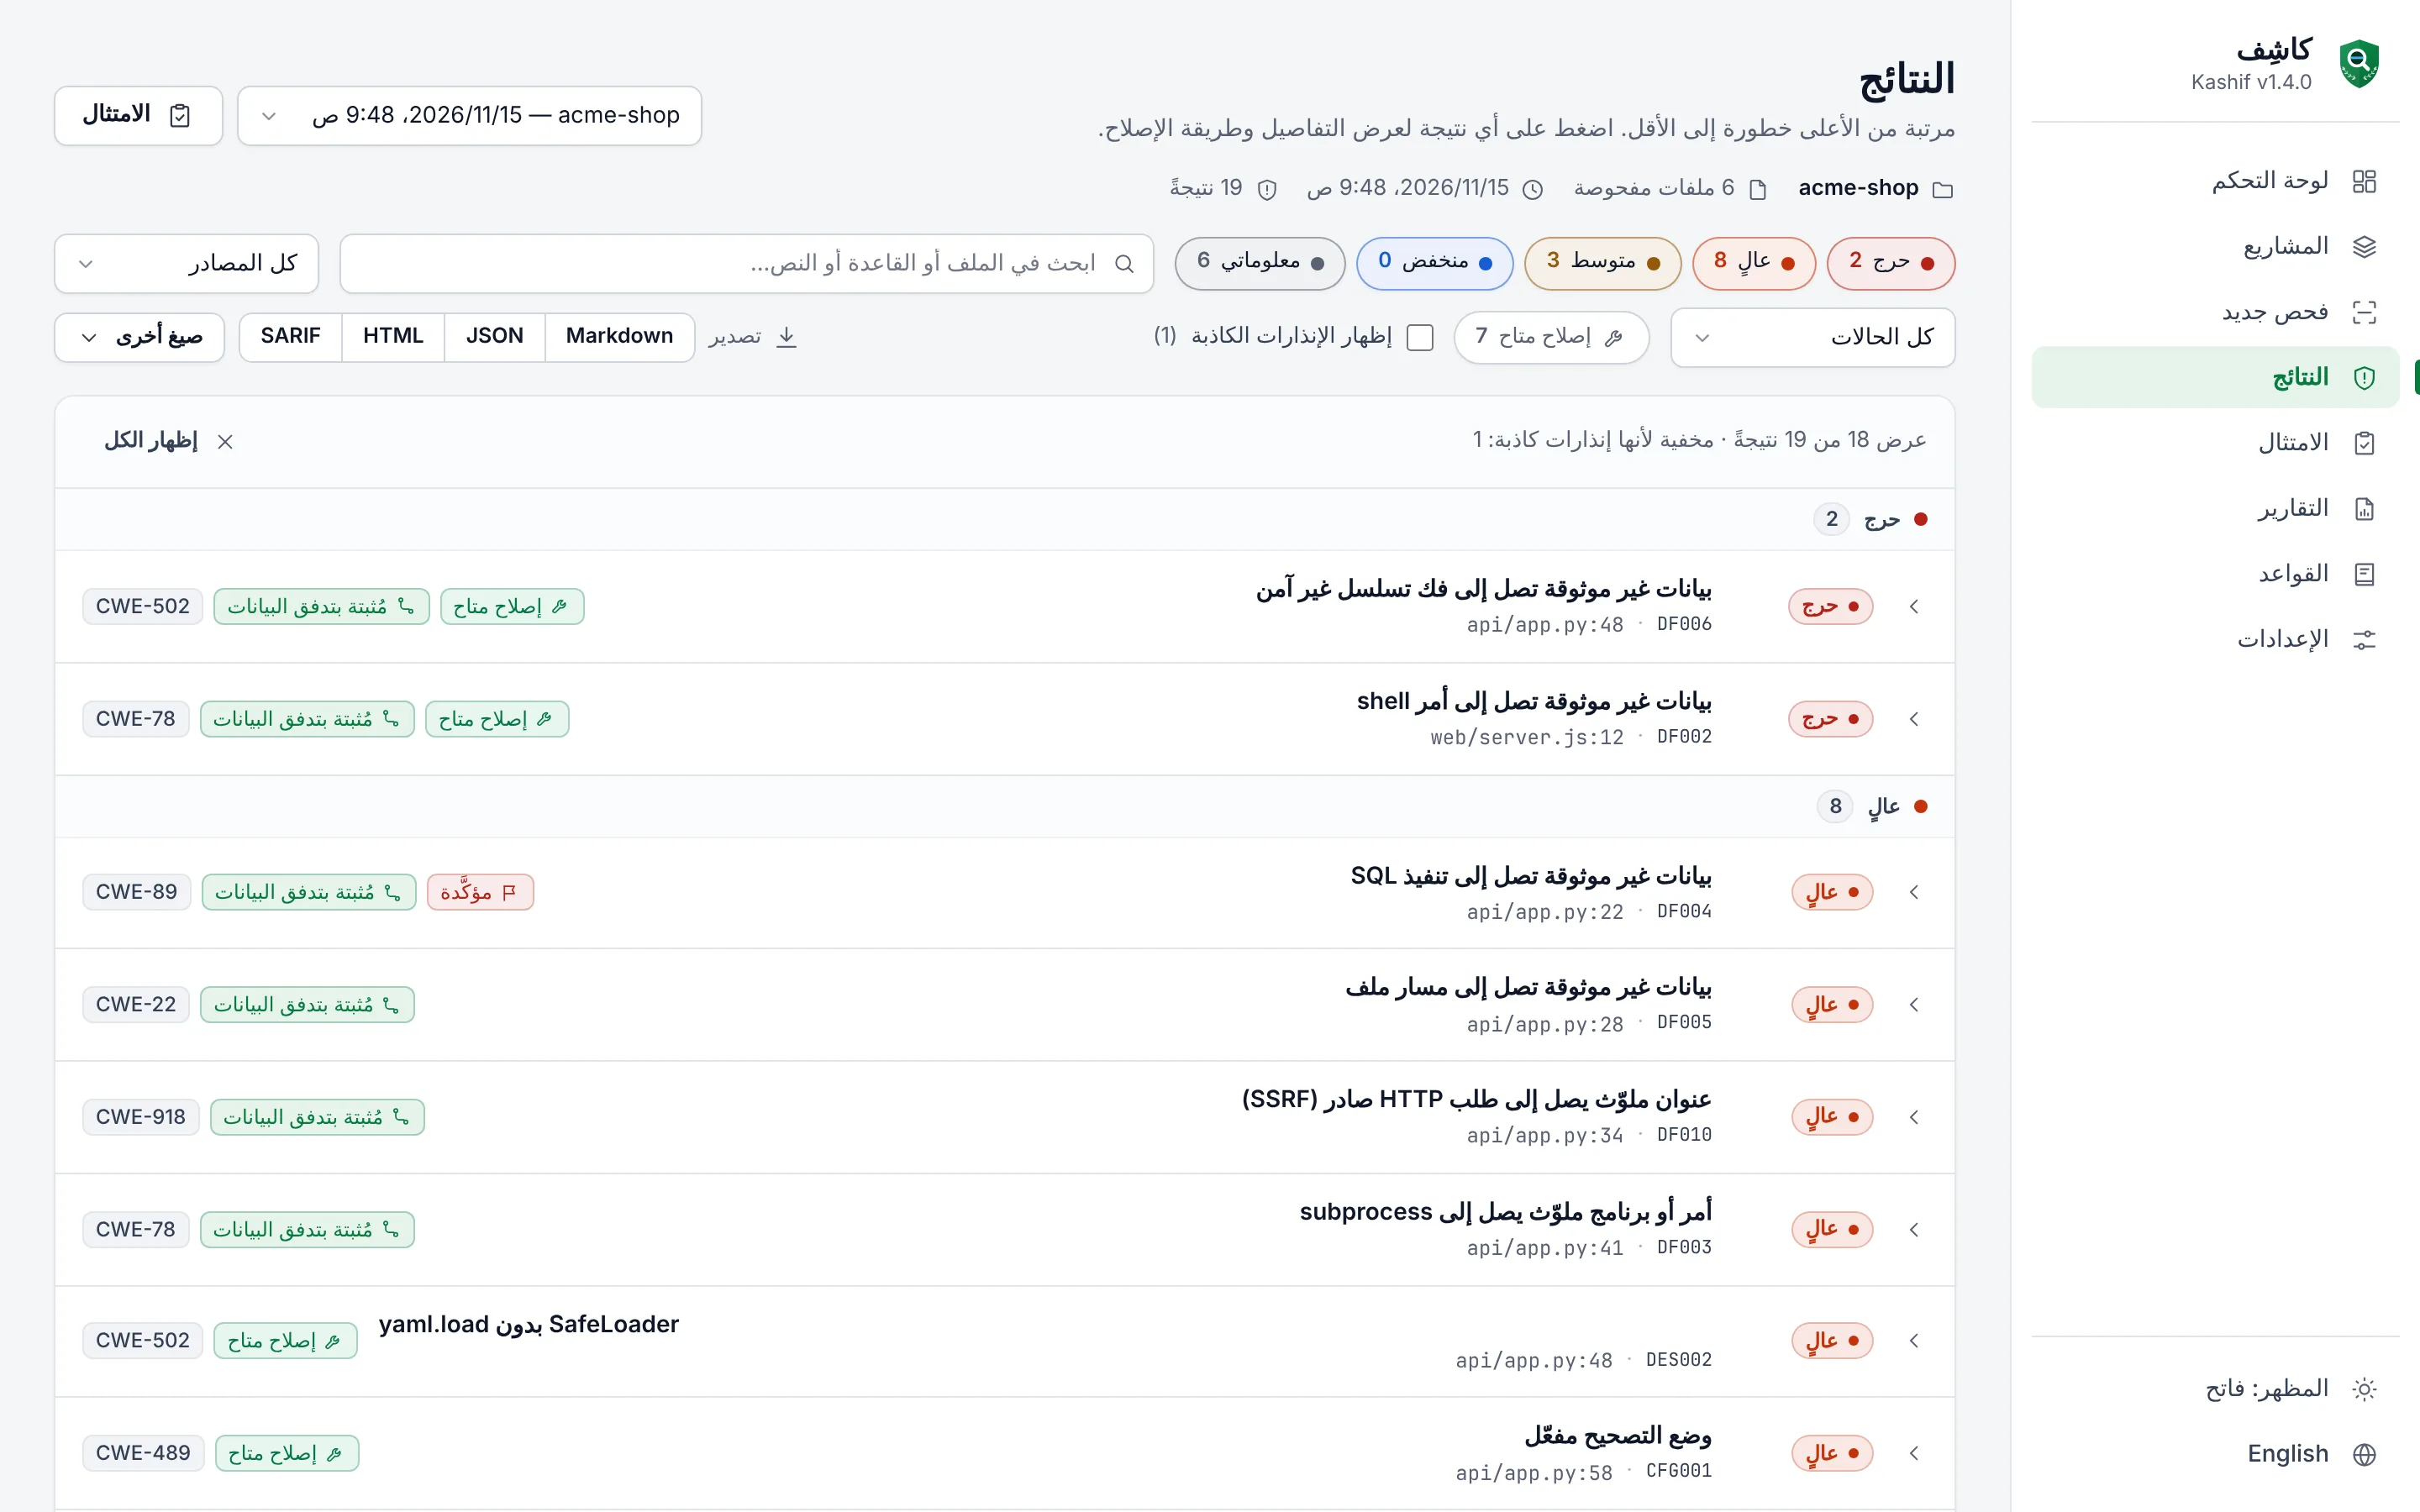 كاشِف
Kashif v1.4.0
لوحة التحكم
المشاريع
فحص جديد
النتائج
الامتثال
التقارير
القواعد
الإعدادات
المظهر: فاتح
English
النتائج
مرتبة من الأعلى خطورة إلى الأقل. اضغط على أي نتيجة لعرض التفاصيل وطريقة الإصلاح.
acme-shop — 2026/11/15، 9:48 ص
الامتثال
acme-shop 6 ملفات مفحوصة 2026/11/15، 9:48 ص 19 نتيجةً
حرج 2 عالٍ 8 متوسط 3 منخفض 0 معلوماتي 6 ابحث في الملف أو القاعدة أو النص... كل المصادر
كل الحالات إصلاح متاح 7 إظهار الإنذارات الكاذبة (1) تصدير Markdown JSON HTML SARIF صيغ أخرى
عرض 18 من 19 نتيجةً · مخفية لأنها إنذارات كاذبة: 1 إظهار الكل
حرج 2
حرج بيانات غير موثوقة تصل إلى فك تسلسل غير آمن إصلاح متاح مُثبتة بتدفق البيانات CWE-502
DF006 · api/app.py:48
حرج بيانات غير موثوقة تصل إلى أمر shell إصلاح متاح مُثبتة بتدفق البيانات CWE-78
DF002 · web/server.js:12
عالٍ 8
عالٍ بيانات غير موثوقة تصل إلى تنفيذ SQL مؤكَّدة مُثبتة بتدفق البيانات CWE-89
DF004 · api/app.py:22
عالٍ بيانات غير موثوقة تصل إلى مسار ملف مُثبتة بتدفق البيانات CWE-22
DF005 · api/app.py:28
عالٍ عنوان ملوّث يصل إلى طلب HTTP صادر (SSRF) مُثبتة بتدفق البيانات CWE-918
DF010 · api/app.py:34
عالٍ أمر أو برنامج ملوّث يصل إلى subprocess مُثبتة بتدفق البيانات CWE-78
DF003 · api/app.py:41
عالٍ yaml.load بدون SafeLoader إصلاح متاح CWE-502
DES002 · api/app.py:48
عالٍ وضع التصحيح مفعّل إصلاح متاح CWE-489
CFG001 · api/app.py:58